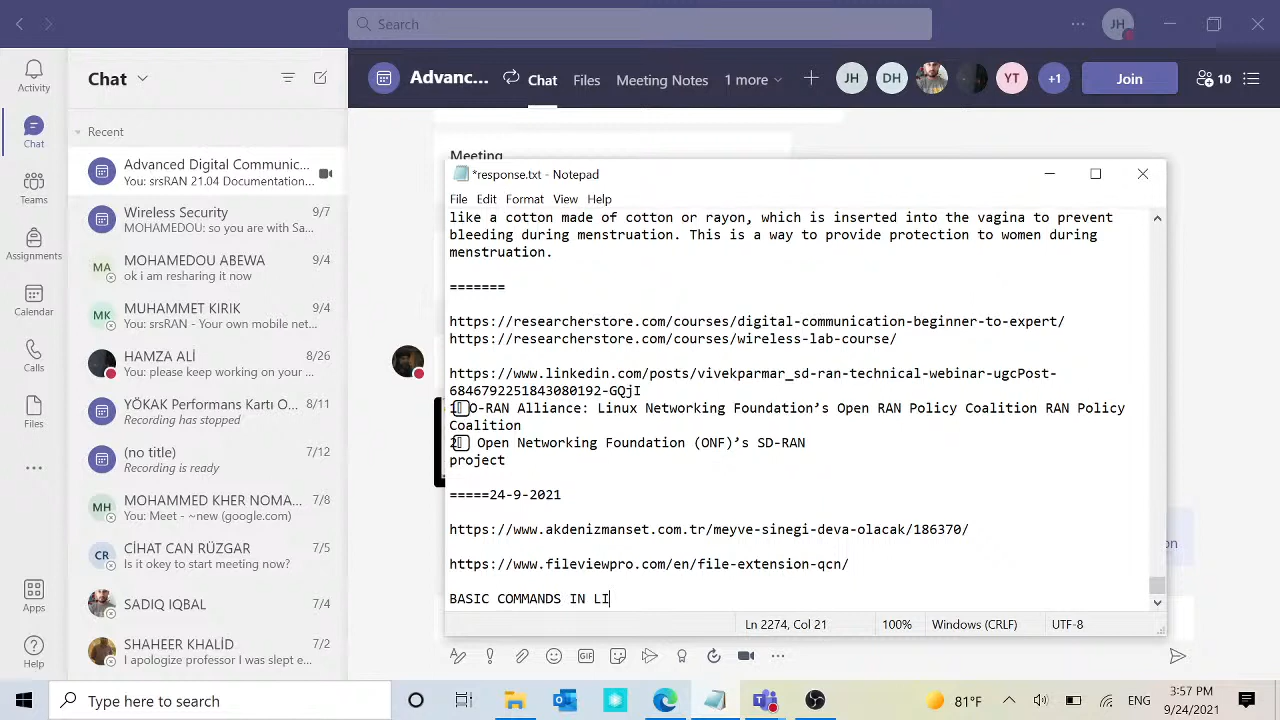 Search
JH
Activity
Chat
Teams
Assignments
Calendar
Calls
Files
Apps
Help
Chat
Recent
Advanced Digital Communic...
You: srsRAN 21.04 Documentation...
Wireless Security
9/7
MOHAMEDOU: so you are with Sa...
MA
MOHAMEDOU ABEWA
9/4
ok i am resharing it now
MK
MUHAMMET KIRIK
9/4
You: srsRAN - Your own mobile net...
HAMZA ALİ
8/26
You: please keep working on your ...
YÖKAK Performans Kartı O...
8/11
Recording has stopped
(no title)
7/12
Recording is ready
MH
MOHAMMED KHER NOMA...
7/8
You: Meet - ~new (google.com)
CR
CİHAT CAN RÜZGAR
7/5
Is it okey to start meeting now?
SADIQ IQBAL
7/3
SHAHEER KHALİD
7/2
I apologize professor I was slept e...
Advanc...
Chat
Files
Meeting Notes
1 more
JH
DH
YT
+1
Join
10
Meeting
*response.txt - Notepad
File Edit Format View Help
like a cotton made of cotton or rayon, which is inserted into the vagina to prevent
bleeding during menstruation. This is a way to provide protection to women during
menstruation.
=======
https://researcherstore.com/courses/digital-communication-beginner-to-expert/
https://researcherstore.com/courses/wireless-lab-course/
https://www.linkedin.com/posts/vivekparmar_sd-ran-technical-webinar-ugcPost-
6846792251843080192-GQjI
1 O-RAN Alliance: Linux Networking Foundation’s Open RAN Policy Coalition RAN Policy
Coalition
2 Open Networking Foundation (ONF)’s SD-RAN
project
=====24-9-2021
https://www.akdenizmanset.com.tr/meyve-sinegi-deva-olacak/186370/
https://www.fileviewpro.com/en/file-extension-qcn/
BASIC COMMANDS IN LI
Ln 2274, Col 21
100%
Windows (CRLF)
UTF-8
on
GIF
Type here to search
81°F
ENG
3:57 PM
9/24/2021